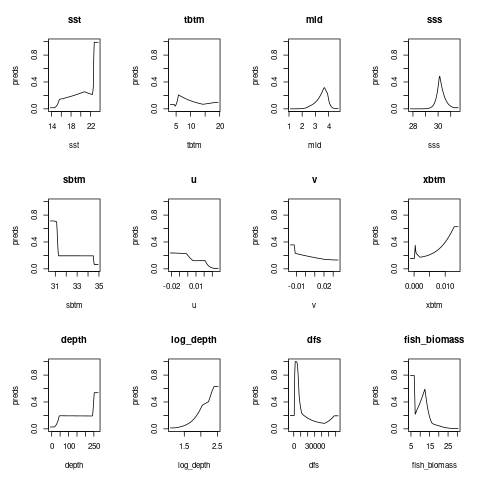 sst
preds
0.0 0.4 0.8
14 18 22
sst
tbtm
preds
0.0 0.4 0.8
5 10 20
tbtm
mld
preds
0.0 0.4 0.8
1 2 3 4
mld
sss
preds
0.0 0.4 0.8
28 30
sss
sbtm
preds
0.0 0.4 0.8
31 33 35
sbtm
u
preds
0.0 0.4 0.8
-0.02 0.01
u
v
preds
0.0 0.4 0.8
-0.01 0.02
v
xbtm
preds
0.0 0.4 0.8
0.000 0.010
xbtm
depth
preds
0.0 0.4 0.8
0 100 250
depth
log_depth
preds
0.0 0.4 0.8
1.5 2.5
log_depth
dfs
preds
0.0 0.4 0.8
0 30000
dfs
fish_biomass
preds
0.0 0.4 0.8
5 15 25
fish_biomass